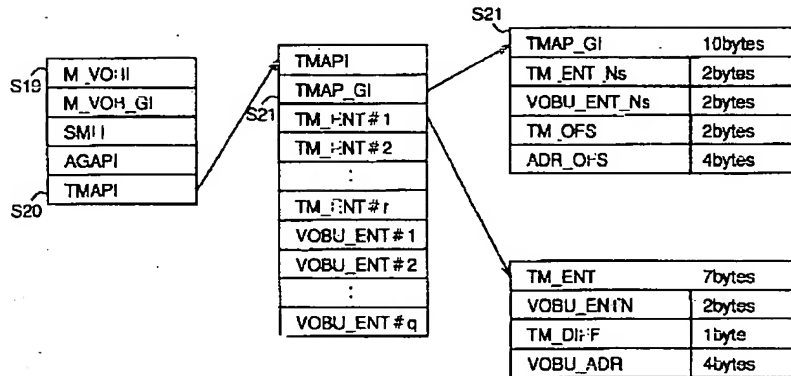 S19
M_VOBI
M_VOB_GI
SMLI
AGAPI
TMAPI
S20
TMAPI
TMAP_GI
S21
TM_ENT#1
TM_ENT#2
:
TM_ENT#r
VOBU_ENT#1
VOBU_ENT#2
:
VOBU_ENT#q
S21
TMAP_GI 10bytes
TM_ENT_Ns 2bytes
VOBU_ENT_Ns 2bytes
TM_OFS 2bytes
ADR_OFS 4bytes
TM_ENT 7bytes
VOBU_ENTN 2bytes
TM_DIFF 1byte
VOBU_ADR 4bytes